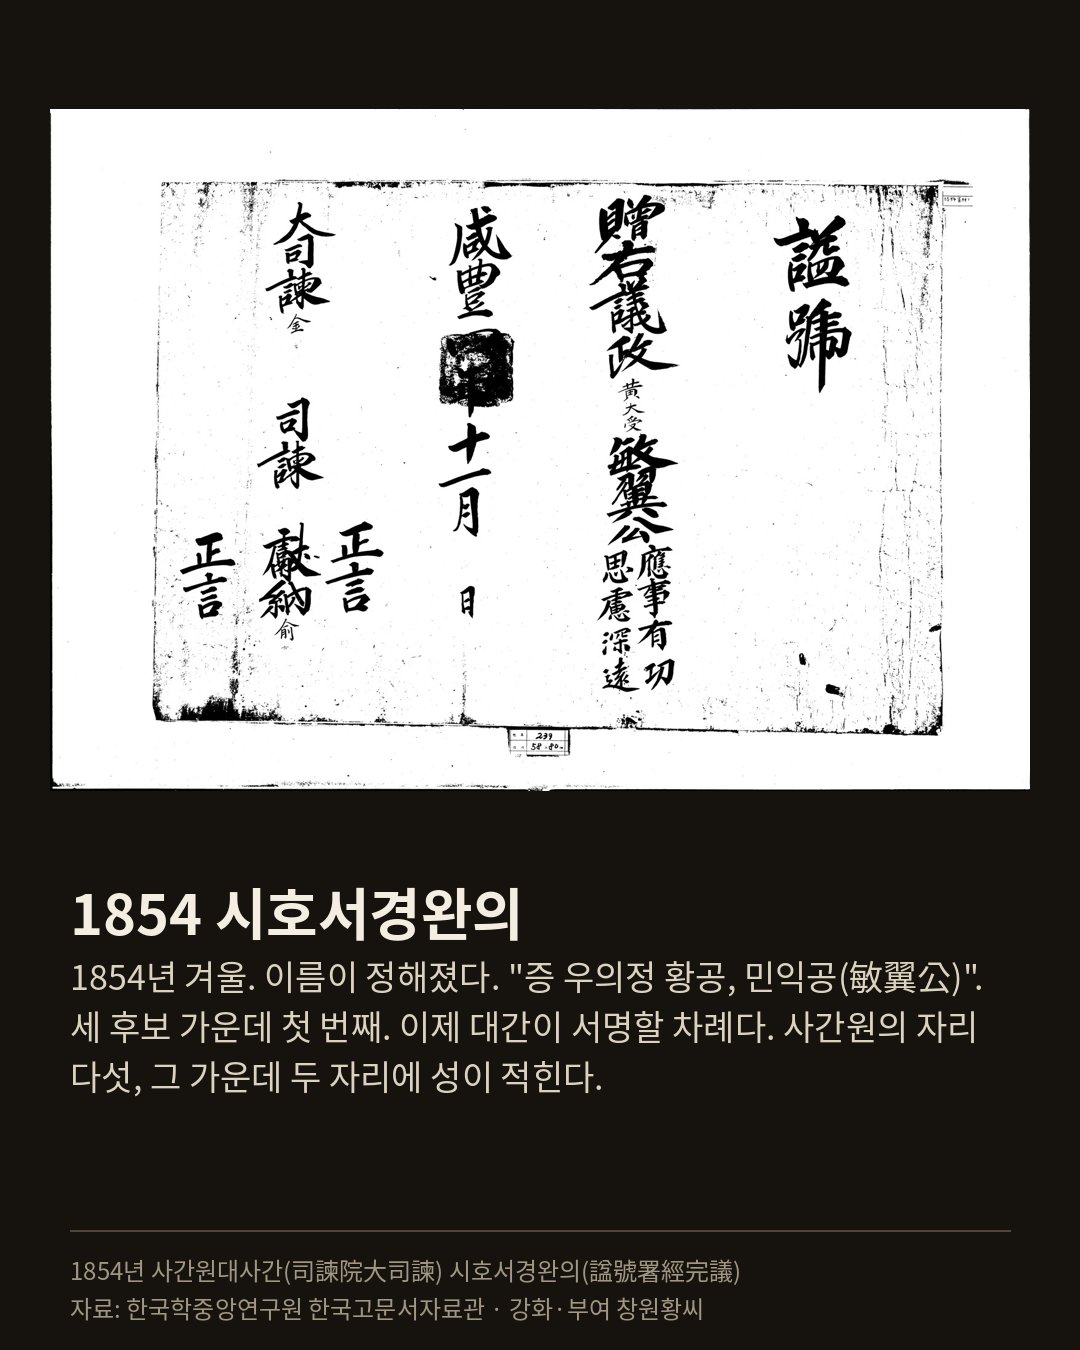 諡號
贈右議政 黃大受 敏翼公 應事有功 思慮深遠
咸豐 年十一月 日
大司諫 金
司諫
正言
獻納 俞
正言
239
58-80-
1854 시호서경완의
1854년 겨울. 이름이 정해졌다. "증 우의정 황공, 민익공(敏翼公)".
세 후보 가운데 첫 번째. 이제 대간이 서명할 차례다. 사간원의 자리
다섯, 그 가운데 두 자리에 성이 적힌다.
1854년 사간원대사간(司諫院大司諫) 시호서경완의(諡號署經完議)
자료: 한국학중앙연구원 한국고문서자료관 · 강화·부여 창원황씨